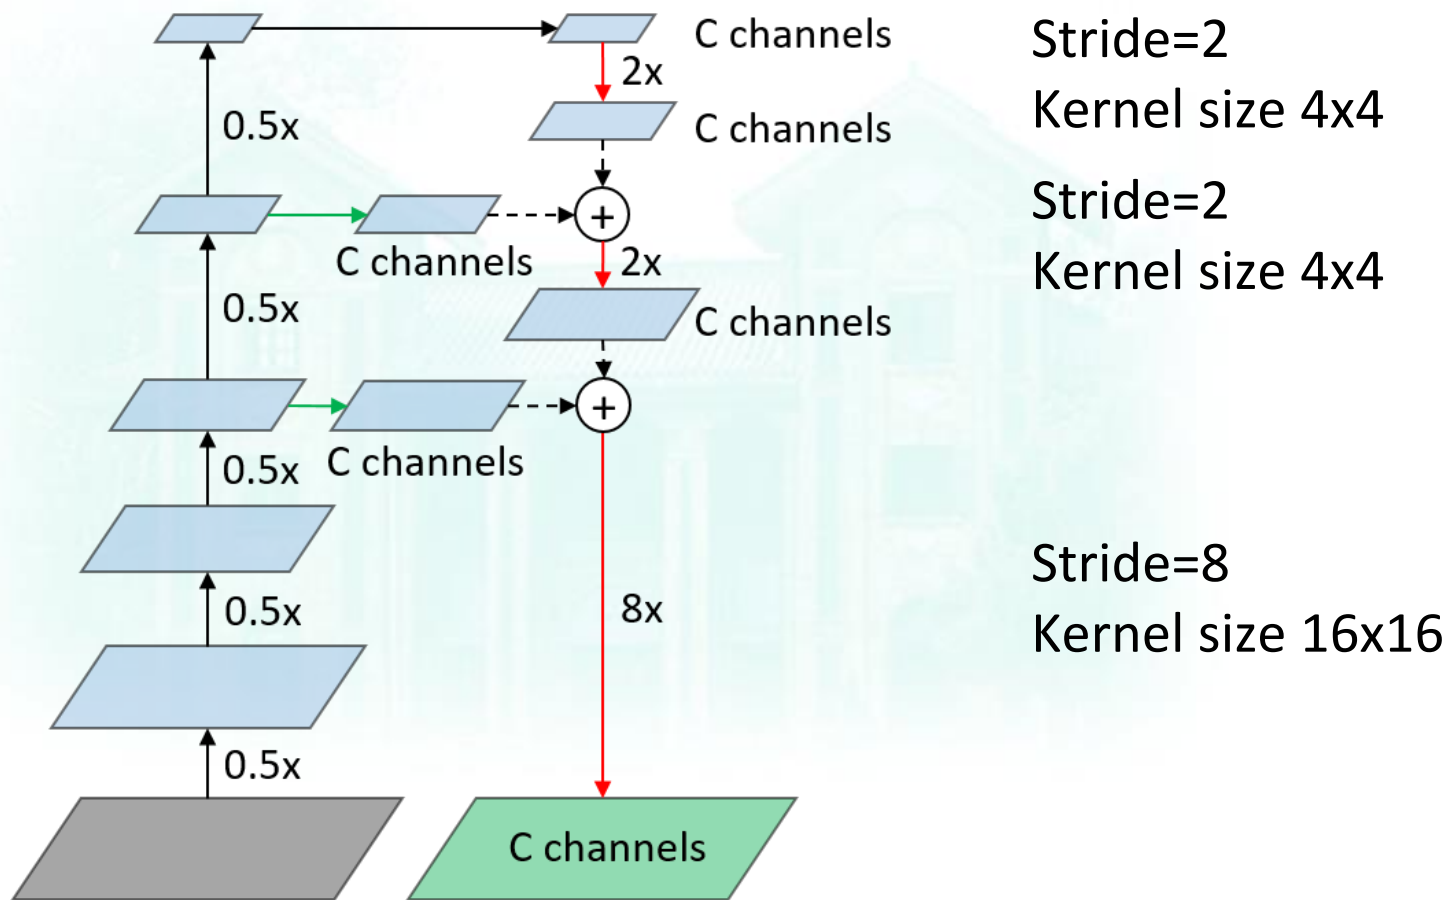 C channels
Stride=2
2x
Kernel size 4x4
0.5x
C channels
Stride=2
+
C channels
2x
Kernel size 4x4
0.5x
C channels
+
C channels
0.5x
Stride=8
0.5x
8x
Kernel size 16x16
0.5x
C channels